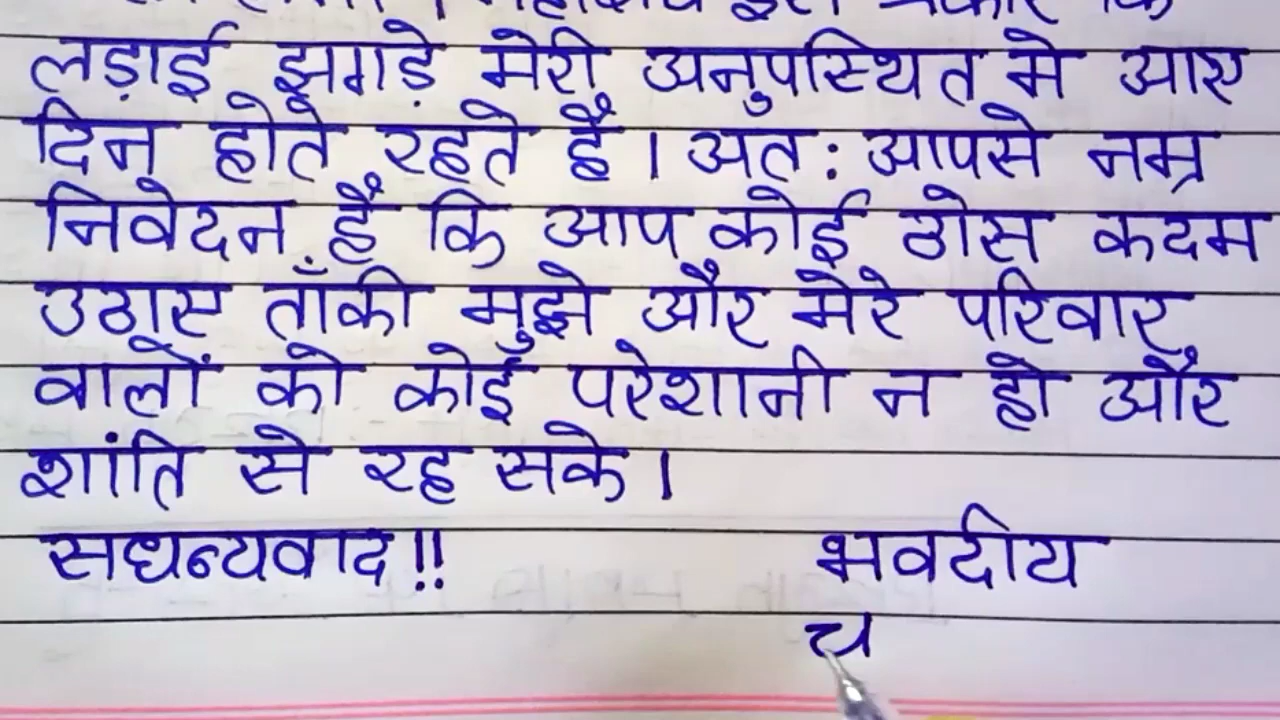 लड़ाई झगड़े मेरी अनुपस्थित मे आए
दिन होते रहते है। अत: आपसे नम्र
निवेदन है कि आप कोई ठोस कदम
उठाए ताँकी मुझे और मेरे परिवार
वालों को कोई परेशानी न हो और
शांति से रह सके।
सधन्यवाद!! भवदीय
च